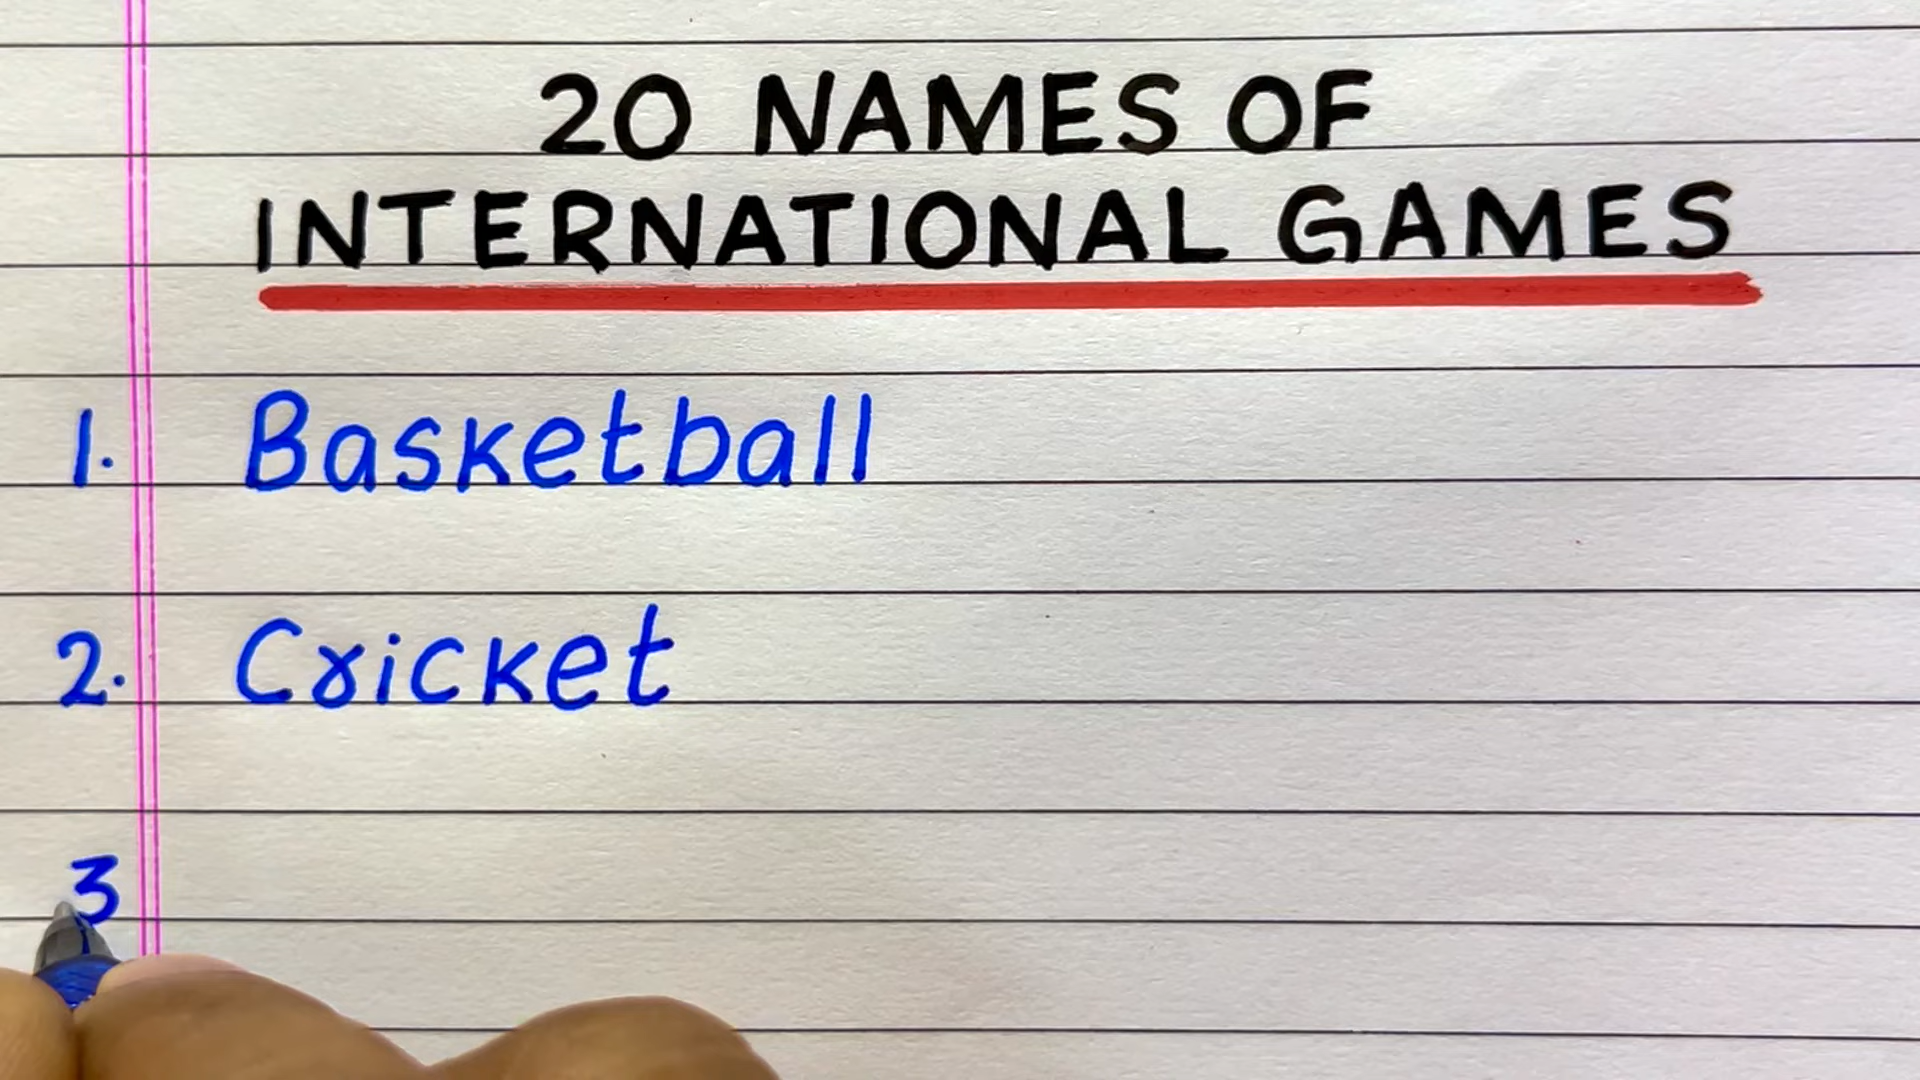 20 NAMES OF
INTERNATIONAL GAMES
1. Basketball
2. Cricket
3